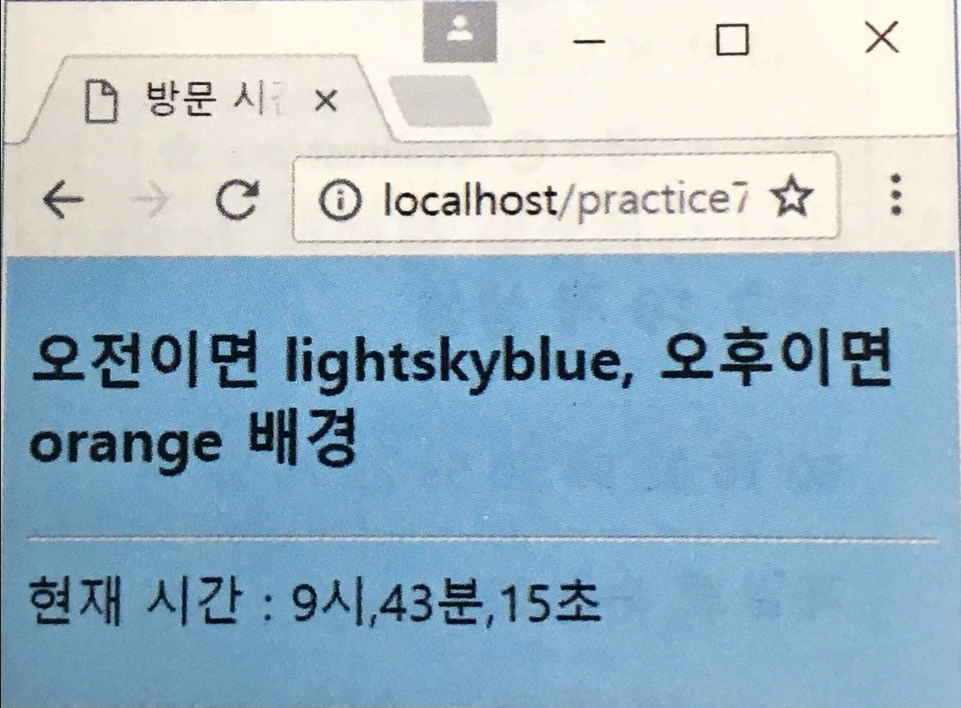 방문 시간
localhost/practice7
오전이면 lightskyblue, 오후이면
orange 배경
현재 시간 : 9시,43분,15초